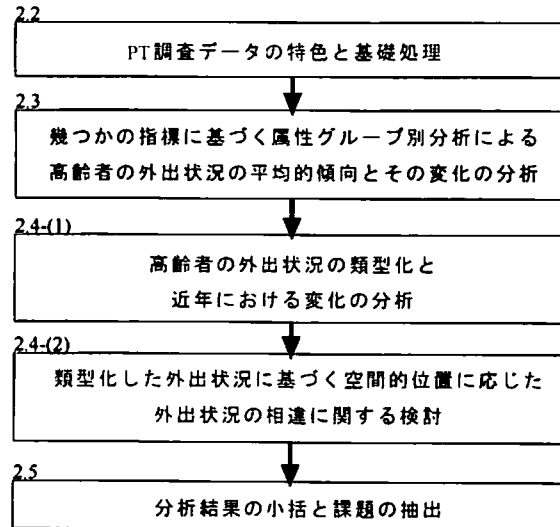 2.2
PT調査データの特色と基礎処理
2.3
幾つかの指標に基づく属性グループ別分析による
高齢者の外出状況の平均的傾向とその変化の分析
2.4-(1)
高齢者の外出状況の類型化と
近年における変化の分析
2.4-(2)
類型化した外出状況に基づく空間的位置に応じた
外出状況の相違に関する検討
2.5
分析結果の小括と課題の抽出